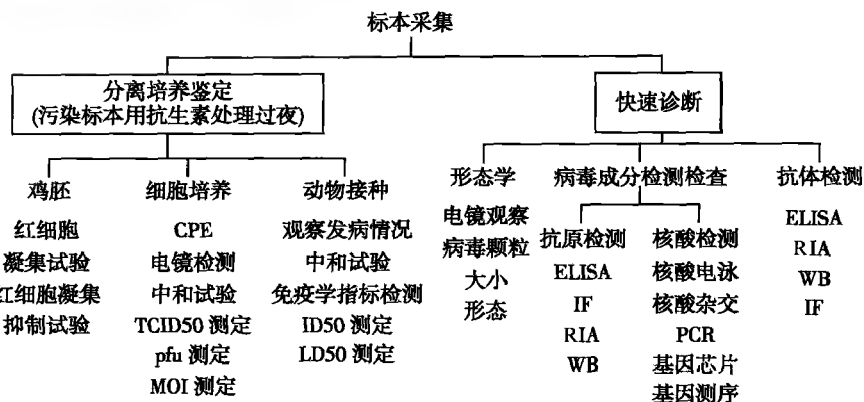 标本采集
分离培养鉴定
(污染标本用抗生素处理过夜)
快速诊断
鸡胚
红细胞
凝集试验
红细胞凝集
抑制试验
细胞培养
CPE
电镜检测
中和试验
TCID50 测定
pfu 测定
MOI 测定
动物接种
观察发病情况
中和试验
免疫学指标检测
ID50 测定
LD50 测定
形态学
电镜观察
病毒颗粒
大小
形态
病毒成分检测检查
抗原检测
ELISA
IF
RIA
WB
核酸检测
核酸电泳
核酸杂交
PCR
基因芯片
基因测序
抗体检测
ELISA
RIA
WB
IF